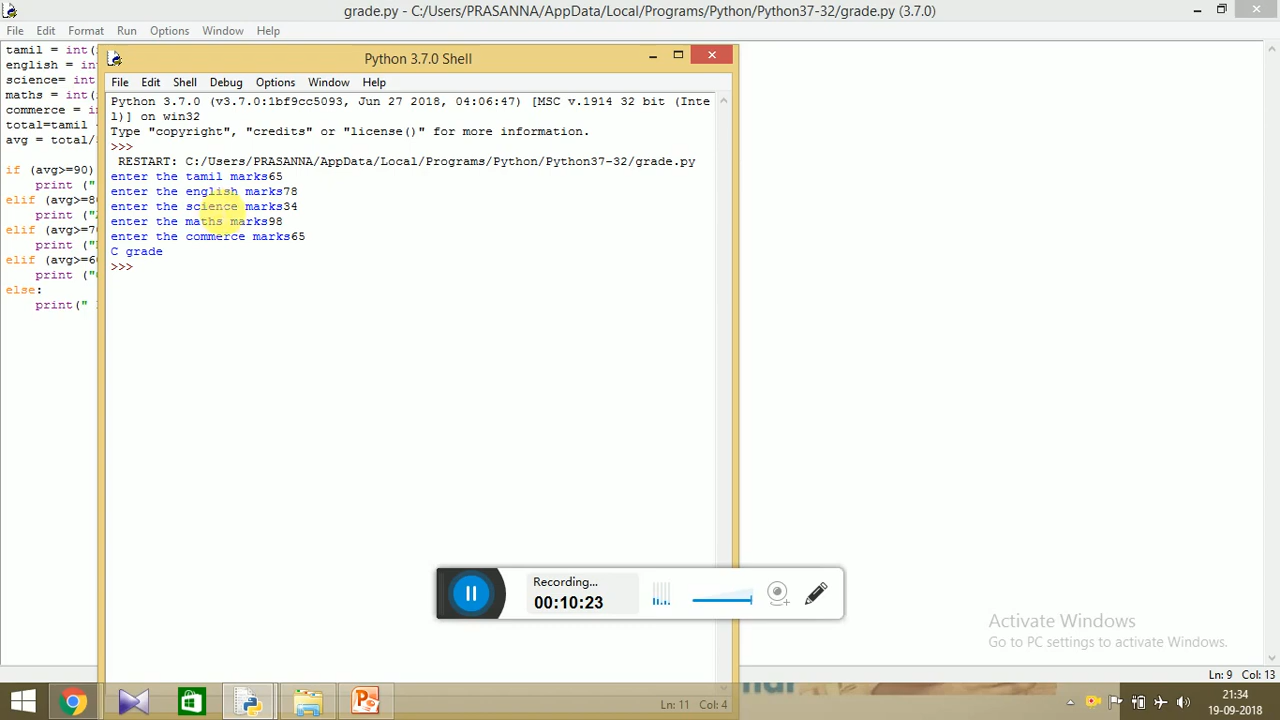 grade.py - C:/Users/PRASANNA/AppData/Local/Programs/Python/Python37-32/grade.py (3.7.0)
File Edit Format Run Options Window Help
tamil = int(
english = int
science= int
maths = int(
commerce = in
total=tamil
avg = total/
if (avg>=90)
print ("
elif (avg>=8
print ("
elif (avg>=7
print ("
elif (avg>=6
print ("
else:
print("
Python 3.7.0 Shell
File Edit Shell Debug Options Window Help
Python 3.7.0 (v3.7.0:1bf9cc5093, Jun 27 2018, 04:06:47) [MSC v.1914 32 bit (Inte
l)] on win32
Type "copyright", "credits" or "license()" for more information.
>>>
RESTART: C:/Users/PRASANNA/AppData/Local/Programs/Python/Python37-32/grade.py
enter the tamil marks65
enter the english marks78
enter the science marks34
enter the maths marks98
enter the commerce marks65
C grade
>>>
Recording...
00:10:23
Activate Windows
Go to PC settings to activate Windows.
Ln: 9 Col: 13
Ln: 11 Col: 4
21:34
19-09-2018